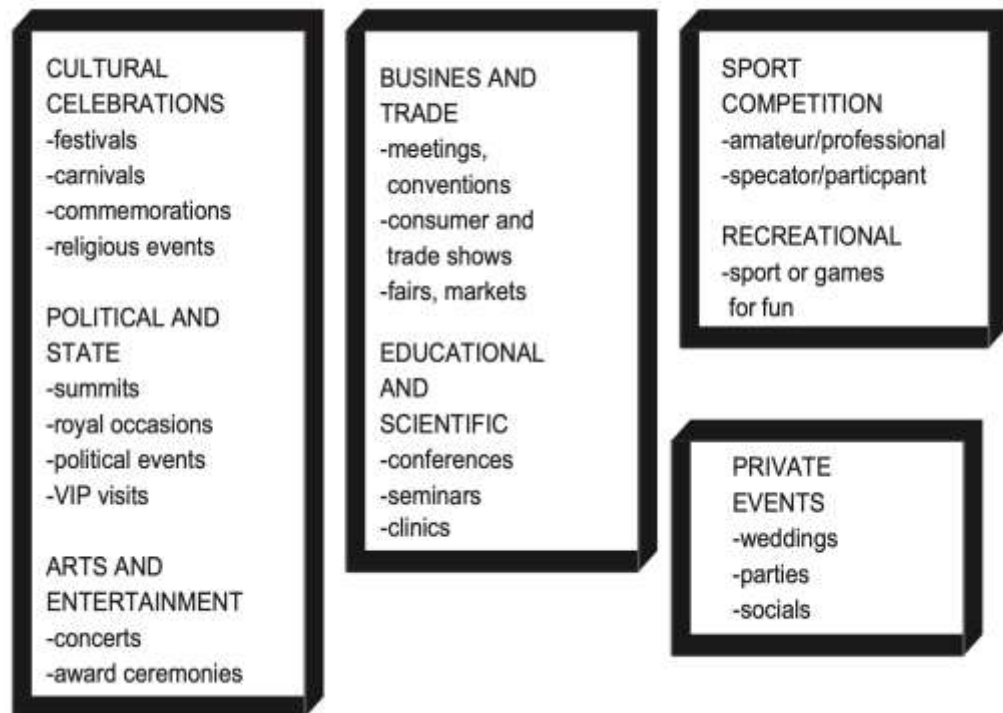 CULTURAL
CELEBRATIONS
-festivals
-carnivals
-commemorations
-religious events
POLITICAL AND
STATE
-summits
-royal occasions
-political events
-VIP visits
ARTS AND
ENTERTAINMENT
-concerts
-award ceremonies
BUSINES AND
TRADE
-meetings,
conventions
-consumer and
trade shows
-fairs, markets
EDUCATIONAL
AND
SCIENTIFIC
-conferences
-seminars
-clinics
SPORT
COMPETITION
-amateur/professional
-specator/particpant
RECREATIONAL
-sport or games
for fun
PRIVATE
EVENTS
-weddings
-parties
-socials